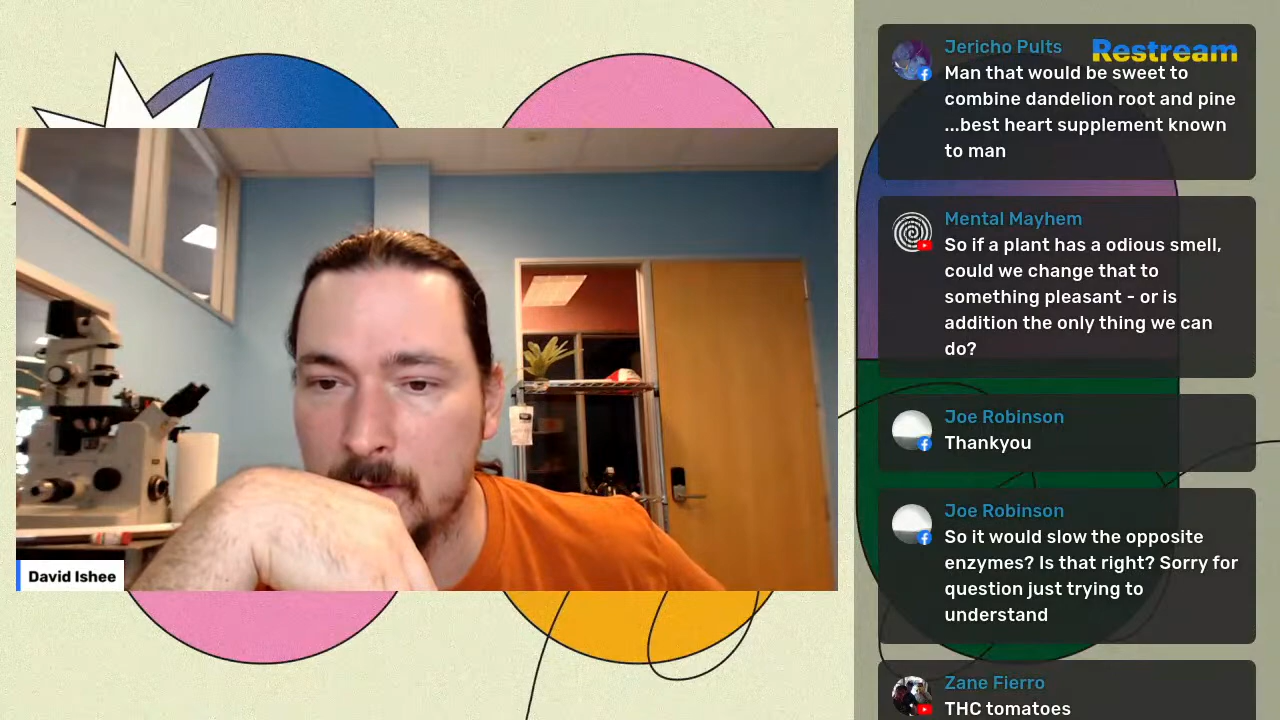 Jericho Pults
Restream
Man that would be sweet to
combine dandelion root and pine
...best heart supplement known
to man
Mental Mayhem
So if a plant has a odious smell,
could we change that to
something pleasant - or is
addition the only thing we can
do?
Joe Robinson
Thankyou
Joe Robinson
So it would slow the opposite
enzymes? Is that right? Sorry for
question just trying to
understand
Zane Fierro
THC tomatoes
David Ishee